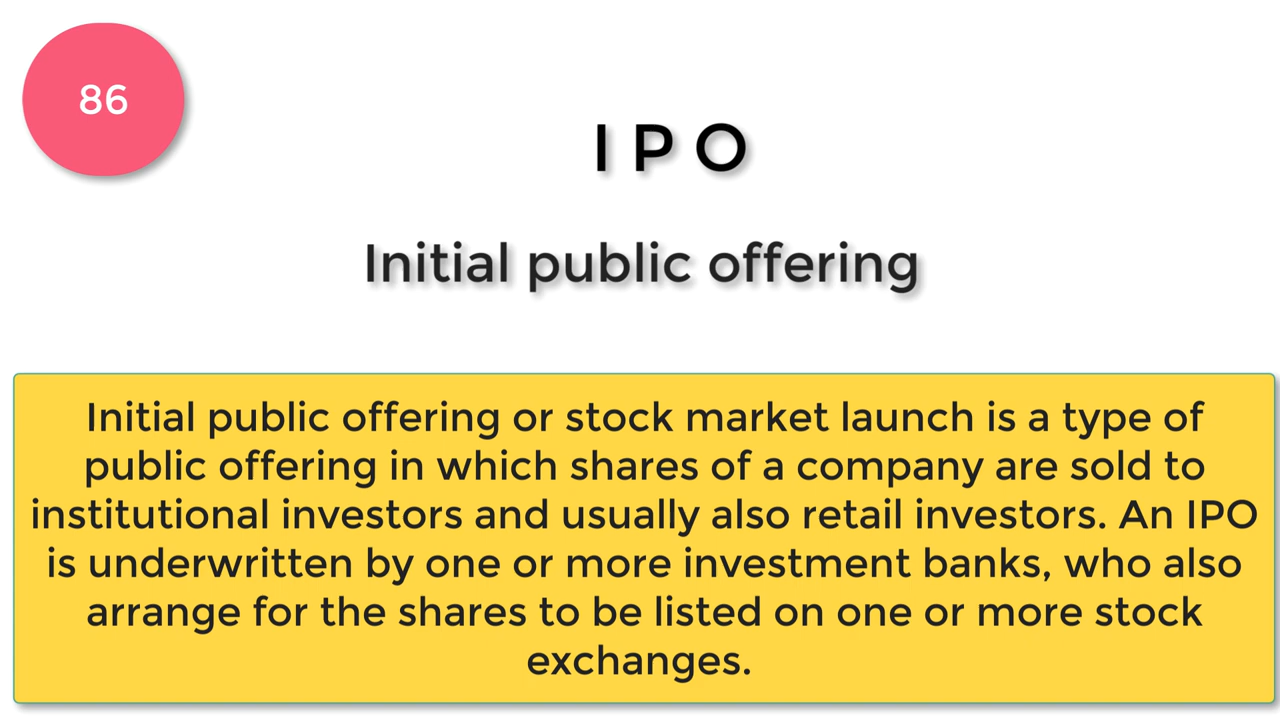 86
I P O
Initial public offering
Initial public offering or stock market launch is a type of
public offering in which shares of a company are sold to
institutional investors and usually also retail investors. An IPO
is underwritten by one or more investment banks, who also
arrange for the shares to be listed on one or more stock
exchanges.